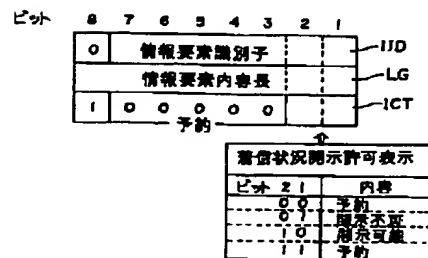 ビット 8 7 6 5 4 3 2 1
0 情報要素識別子 IID
情報要素内容長 LG
1 0 0 0 0 0 ICT
予約
着信状況開示許可表示
ビット 2 1 内容
0 0 予約
0 1 開示不可
1 0 開示可能
1 1 予約